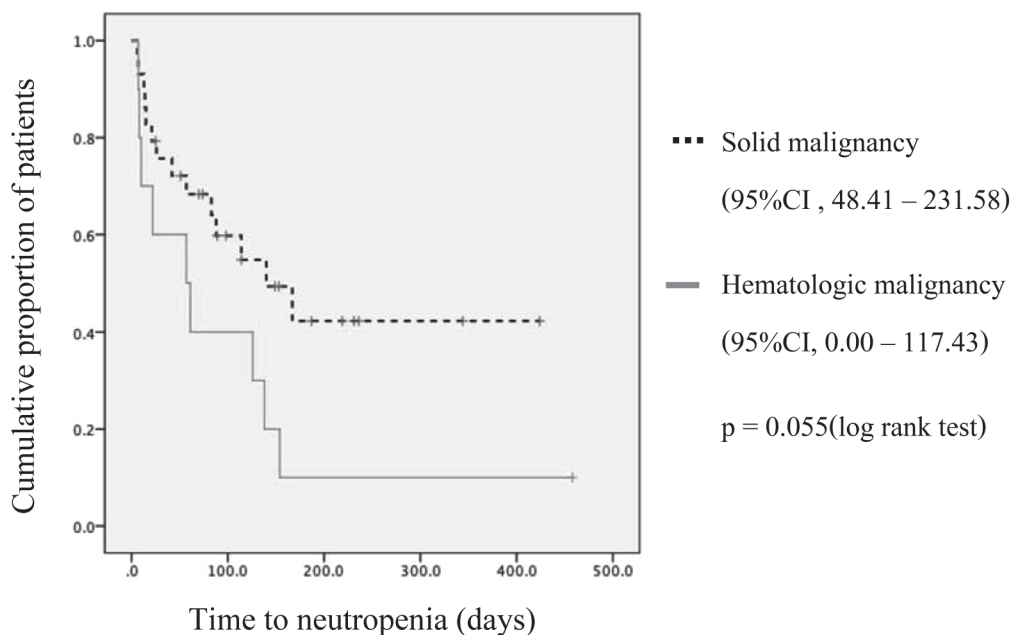 Cumulative proportion of patients
1.0
0.8
0.6
0.4
0.2
0.0
.0 100.0 200.0 300.0 400.0 500.0
Time to neutropenia (days)
Solid malignancy
(95%CI , 48.41 – 231.58)
Hematologic malignancy
(95%CI, 0.00 – 117.43)
p = 0.055(log rank test)